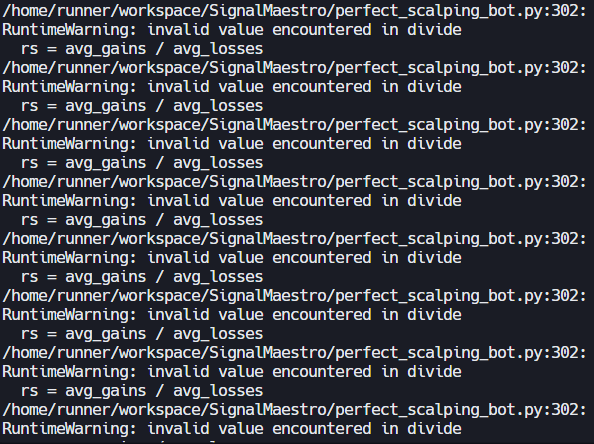 /home/runner/workspace/SignalMaestro/perfect_scalping_bot.py:302:
RuntimeWarning: invalid value encountered in divide
  rs = avg_gains / avg_losses
/home/runner/workspace/SignalMaestro/perfect_scalping_bot.py:302:
RuntimeWarning: invalid value encountered in divide
  rs = avg_gains / avg_losses
/home/runner/workspace/SignalMaestro/perfect_scalping_bot.py:302:
RuntimeWarning: invalid value encountered in divide
  rs = avg_gains / avg_losses
/home/runner/workspace/SignalMaestro/perfect_scalping_bot.py:302:
RuntimeWarning: invalid value encountered in divide
  rs = avg_gains / avg_losses
/home/runner/workspace/SignalMaestro/perfect_scalping_bot.py:302:
RuntimeWarning: invalid value encountered in divide
  rs = avg_gains / avg_losses
/home/runner/workspace/SignalMaestro/perfect_scalping_bot.py:302:
RuntimeWarning: invalid value encountered in divide
  rs = avg_gains / avg_losses
/home/runner/workspace/SignalMaestro/perfect_scalping_bot.py:302:
RuntimeWarning: invalid value encountered in divide
  rs = avg_gains / avg_losses
/home/runner/workspace/SignalMaestro/perfect_scalping_bot.py:302:
RuntimeWarning: invalid value encountered in divide